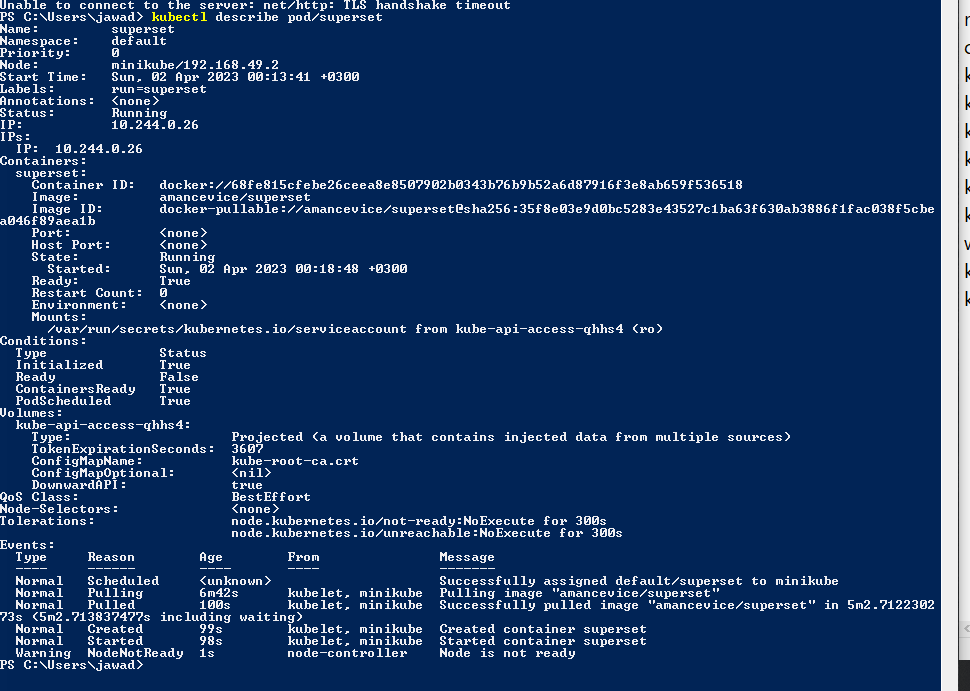 Unable to connect to the server: net/http: TLS handshake timeout
PS C:\Users\jawad> kubectl describe pod/superset
Name:         superset
Namespace:    default
Priority:     0
Node:         minikube/192.168.49.2
Start Time:   Sun, 02 Apr 2023 00:13:41 +0300
Labels:       run=superset
Annotations:  <none>
Status:       Running
IP:           10.244.0.26
IPs:
  IP:  10.244.0.26
Containers:
  superset:
    Container ID:   docker://68fe815cfebe26ceea8e8507902b0343b76b9b52a6d87916f3e8ab659f536518
    Image:          amancevice/superset
    Image ID:       docker-pullable://amancevice/superset@sha256:35f8e03e9d0bc5283e43527c1ba63f630ab3886f1fac038f5cbe
a046f89aea1b
    Port:           <none>
    Host Port:      <none>
    State:          Running
      Started:      Sun, 02 Apr 2023 00:18:48 +0300
    Ready:          True
    Restart Count:  0
    Environment:    <none>
    Mounts:
      /var/run/secrets/kubernetes.io/serviceaccount from kube-api-access-qhhs4 (ro)
Conditions:
  Type              Status
  Initialized       True
  Ready             False
  ContainersReady   True
  PodScheduled      True
Volumes:
  kube-api-access-qhhs4:
    Type:                    Projected (a volume that contains injected data from multiple sources)
    TokenExpirationSeconds:  3607
    ConfigMapName:           kube-root-ca.crt
    ConfigMapOptional:       <nil>
    DownwardAPI:             true
QoS Class:                   BestEffort
Node-Selectors:              <none>
Tolerations:                 node.kubernetes.io/not-ready:NoExecute for 300s
                             node.kubernetes.io/unreachable:NoExecute for 300s
Events:
  Type     Reason        Age        From               Message
  ----     ------        ----       ----               -------
  Normal   Scheduled     <unknown>                     Successfully assigned default/superset to minikube
  Normal   Pulling       6m42s      kubelet, minikube  Pulling image "amancevice/superset"
  Normal   Pulled        100s       kubelet, minikube  Successfully pulled image "amancevice/superset" in 5m2.7122302
73s (5m2.713837477s including waiting)
  Normal   Created       99s        kubelet, minikube  Created container superset
  Normal   Started       98s        kubelet, minikube  Started container superset
  Warning  NodeNotReady  1s         node-controller    Node is not ready
PS C:\Users\jawad>